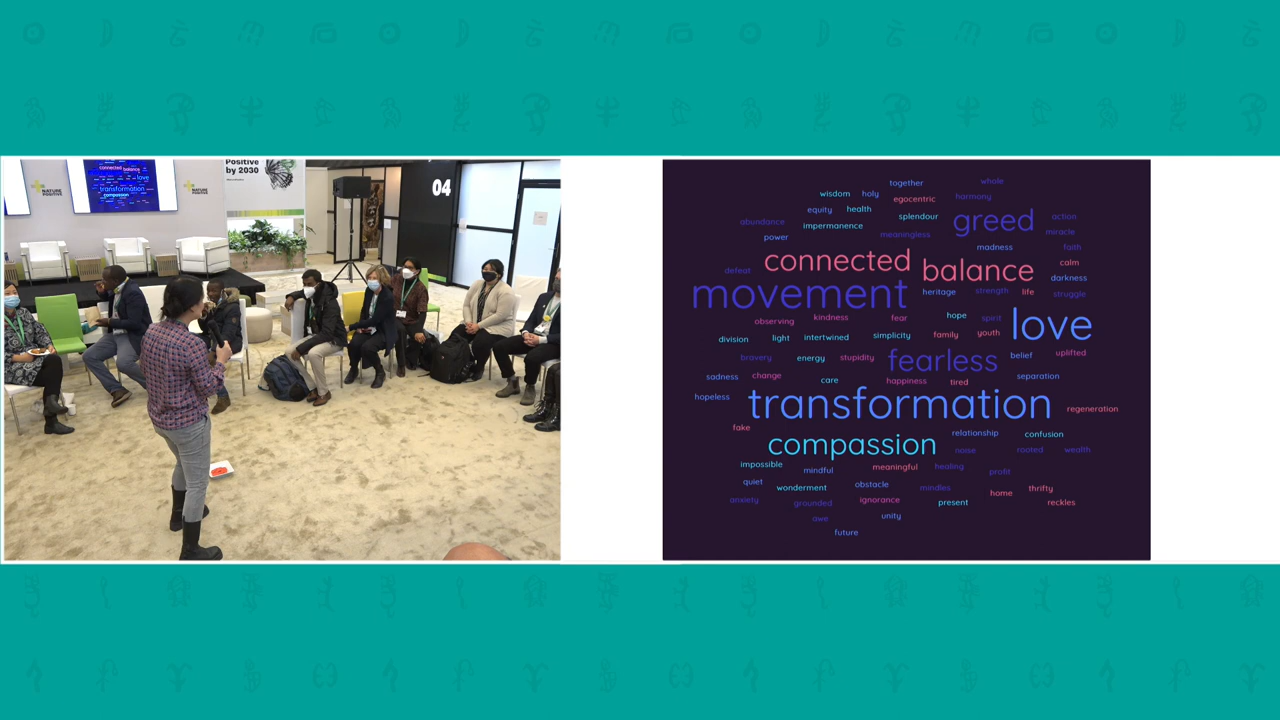 connected
balance
love
transformation
compassion
NATURE
POSITIVE
NATURE
POSITIVE
Positive
by 2030
04
together
whole
wisdom holy egocentric harmony
equity health splendour greed action
abundance impermanence
power meaningless miracle
madness faith
connected balance calm
defeat darkness
movement heritage strength life struggle
observing kindness fear hope spirit love
division light intertwined simplicity family youth
bravery energy stupidity fearless belief uplifted
sadness change care happiness tired separation
hopeless transformation regeneration
fake
compassion relationship confusion
noise rooted wealth
impossible mindful meaningful healing profit
quiet wonderment obstacle mindles home thrifty
anxiety grounded ignorance present reckles
awe unity
future